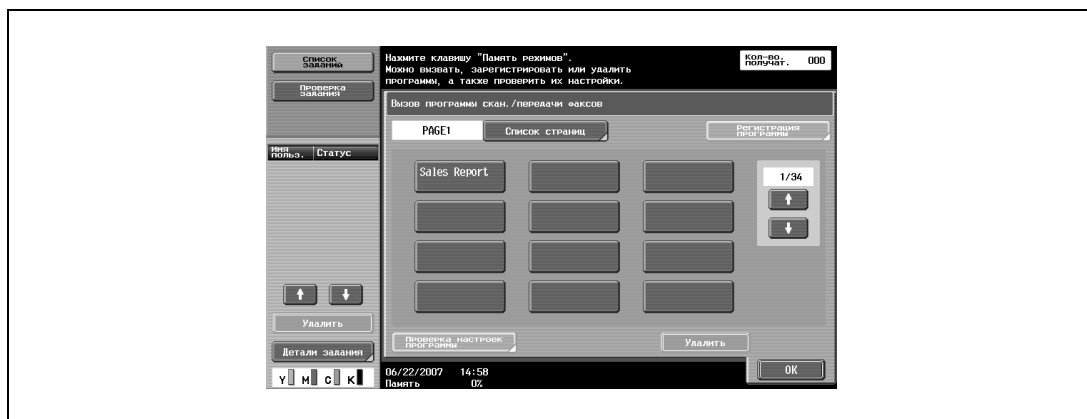 Список
заданий
Проверка
задания
Имя
польз.
Статус
Удалить
Детали задания
Y M C K
Нажмите клавишу "Память режимов".
Можно вызвать, зарегистрировать или удалить
программы, а также проверить их настройки.
Кол-во.
получат.
000
Вызов программы скан./передачи факсов
PAGE1
Список страниц
Регистрация
программы
Sales Report
1/34
Проверка настроек
программы
Удалить
06/22/2007 14:58
Память 0%
OK